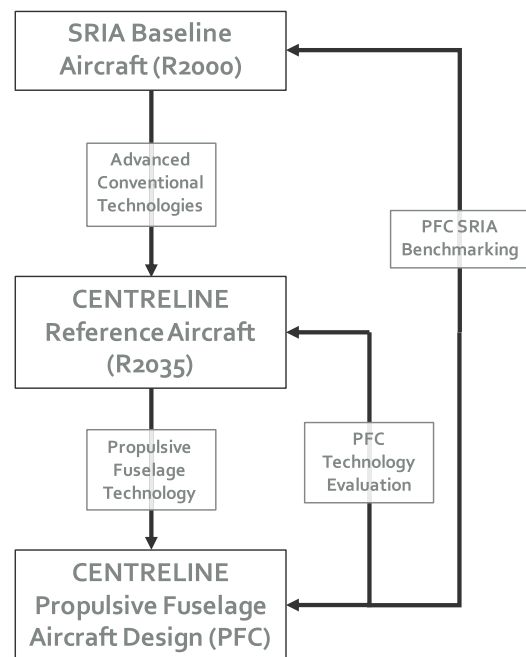 SRIA Baseline
Aircraft (R2000)
Advanced
Conventional
Technologies
PFC SRIA
Benchmarking
CENTRELINE
Reference Aircraft
(R2035)
Propulsive
Fuselage
Technology
PFC
Technology
Evaluation
CENTRELINE
Propulsive Fuselage
Aircraft Design (PFC)